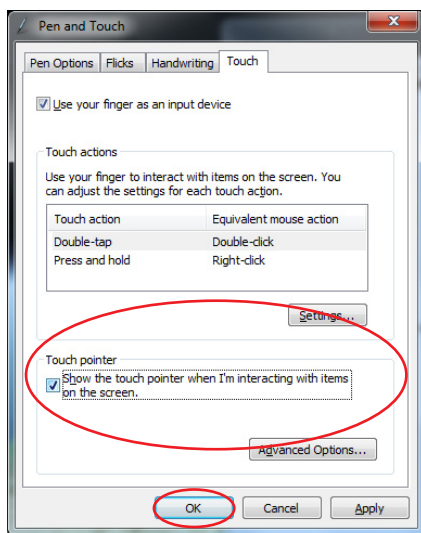 Pen and Touch
Pen Options Flicks Handwriting Touch
Use your finger as an input device
Touch actions
Use your finger to interact with items on the screen. You
can adjust the settings for each touch action.
Touch action Equivalent mouse action
Double-tap Double-click
Press and hold Right-click
Settings...
Touch pointer
Show the touch pointer when I'm interacting with items
on the screen.
Advanced Options...
OK Cancel Apply